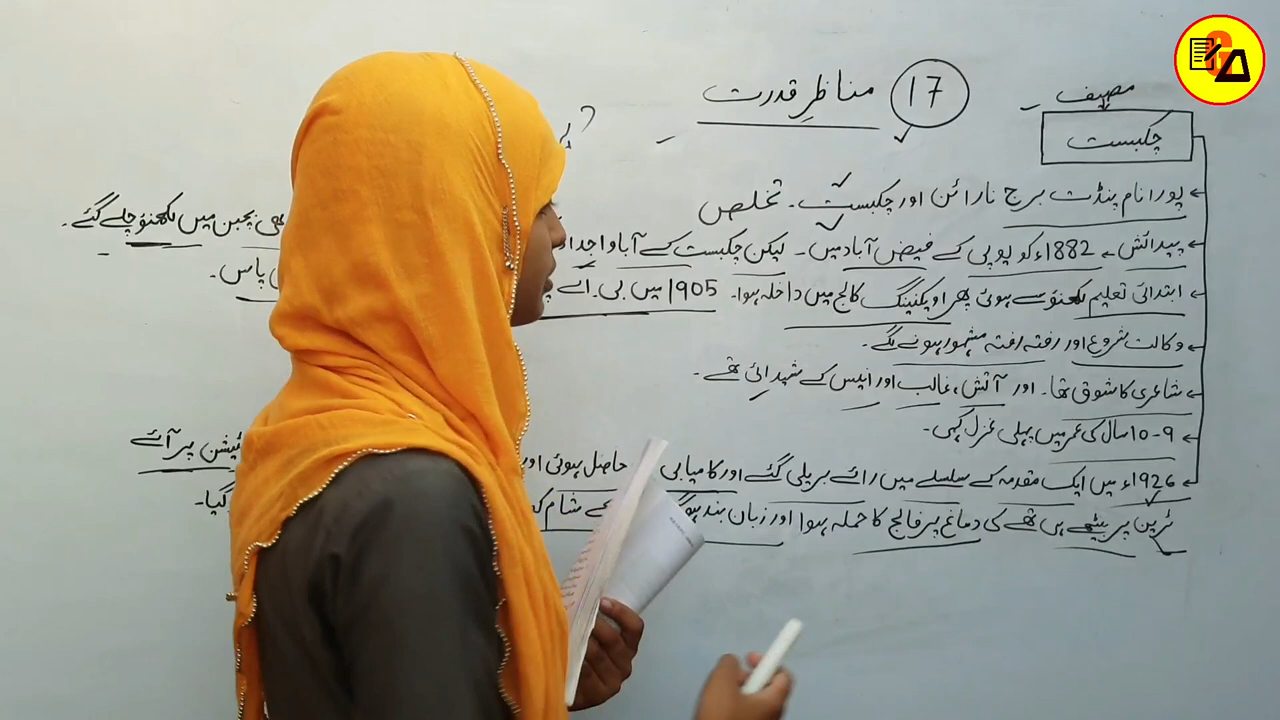 17 مناظرِ قدرت
مصنف
چکبست
پورا نام پنڈت برج نارائن اور چکبست۔ تخلص
پیدائش 1882ء کو یوپی کے فیض آباد میں۔ لیکن چکبست کے آباواجداد بچپن میں لکھنؤ چلے گئے۔
ابتدائی تعلیم لکھنؤ سے ہوئی پھر اویکنینگ کالج میں داخلہ ہوا۔ 1905 میں بی۔اے پاس۔
وکالت شروع اور رفتہ رفتہ مشہور ہونے لگے۔
شاعری کا شوق تھا۔ اور آتش، غالب اور انیس کے شیدائی تھے۔
9-10 سال کی عمر میں پہلی غزل کہی۔
1926ء میں ایک مقدمہ کے سلسلے میں رائے بریلی گئے اور کامیابی حاصل ہوئی اور پر آئے
ٹرین پر بیٹھے ہی تھے کی دماغ پر فالج کا حملہ ہوا اور زبان بند شام گیا۔